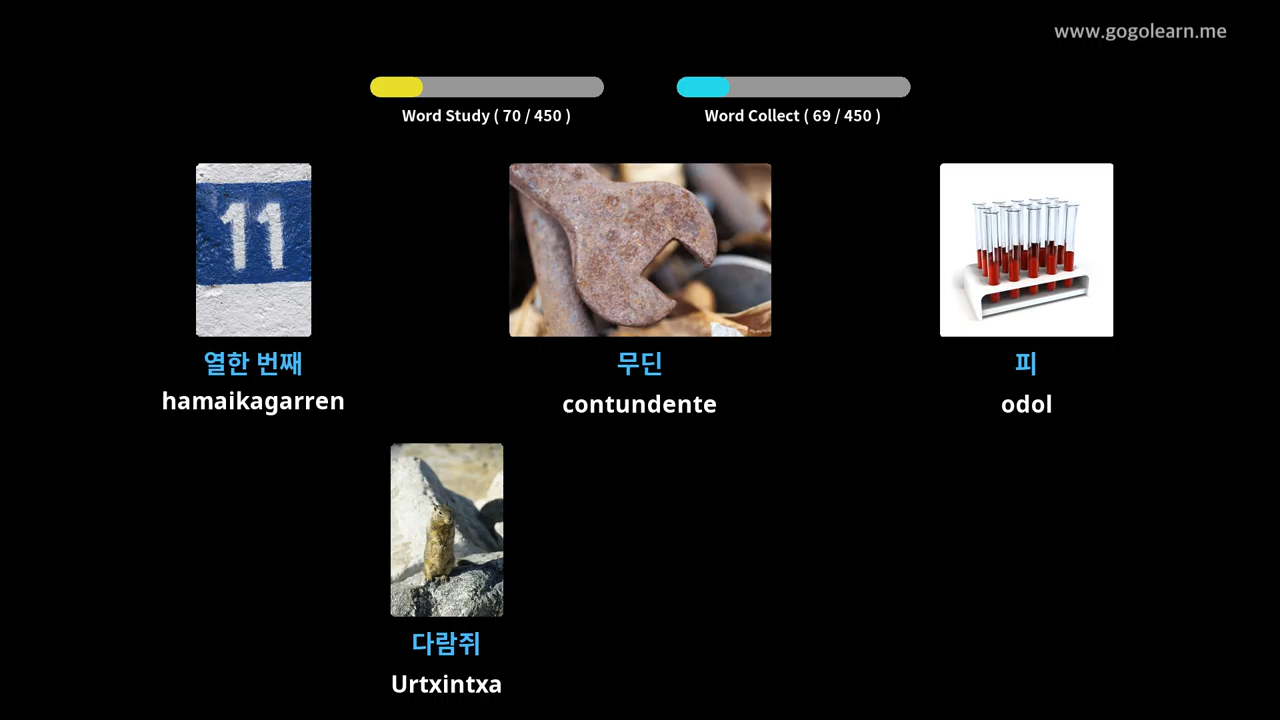 www.gogolearn.me
Word Study ( 70 / 450 )
Word Collect ( 69 / 450 )
11
열한 번째
hamaikagarren
무딘
contundente
피
odol
다람쥐
Urtxintxa